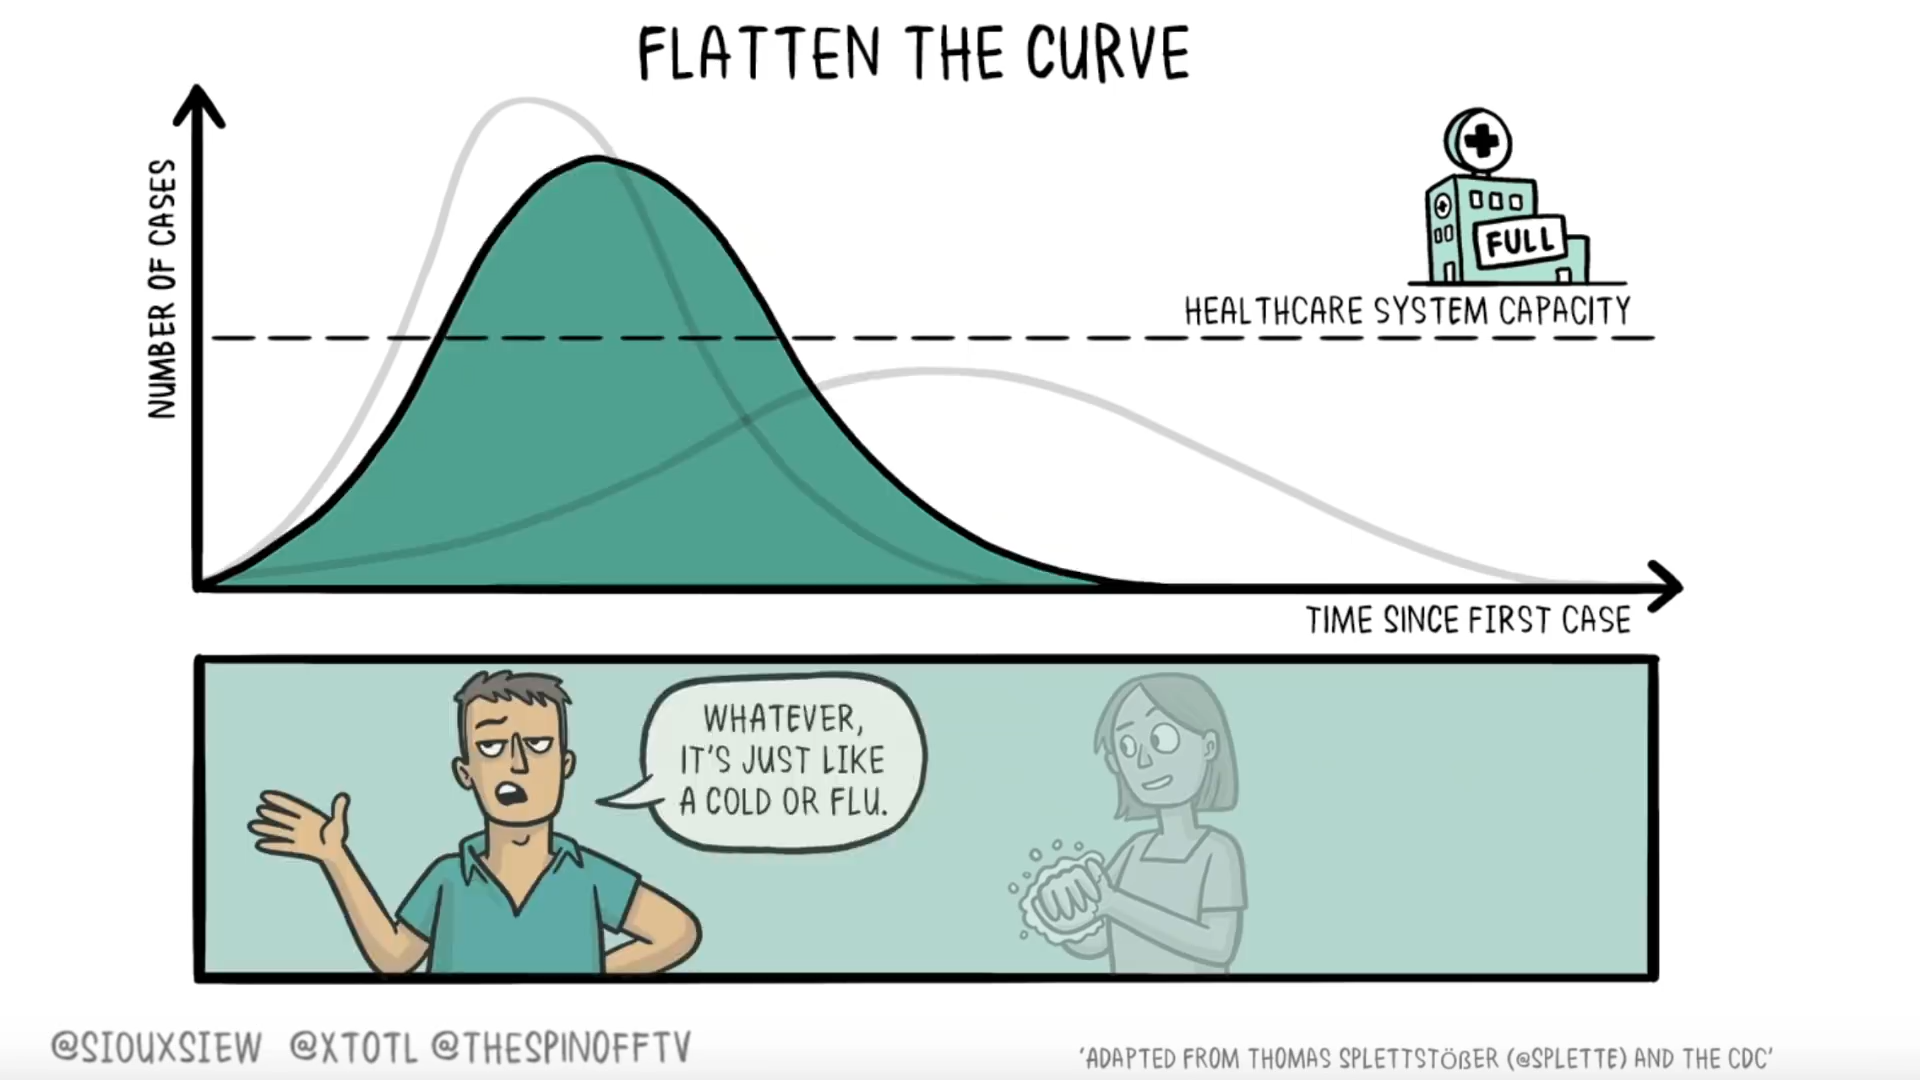 FLATTEN THE CURVE
NUMBER OF CASES
FULL
HEALTHCARE SYSTEM CAPACITY
TIME SINCE FIRST CASE
WHATEVER,
IT'S JUST LIKE
A COLD OR FLU.
@SIOUXSIEW @XTOTL @THESPINOFFTV
'ADAPTED FROM THOMAS SPLETTSTÖßER (@SPLETTE) AND THE CDC'